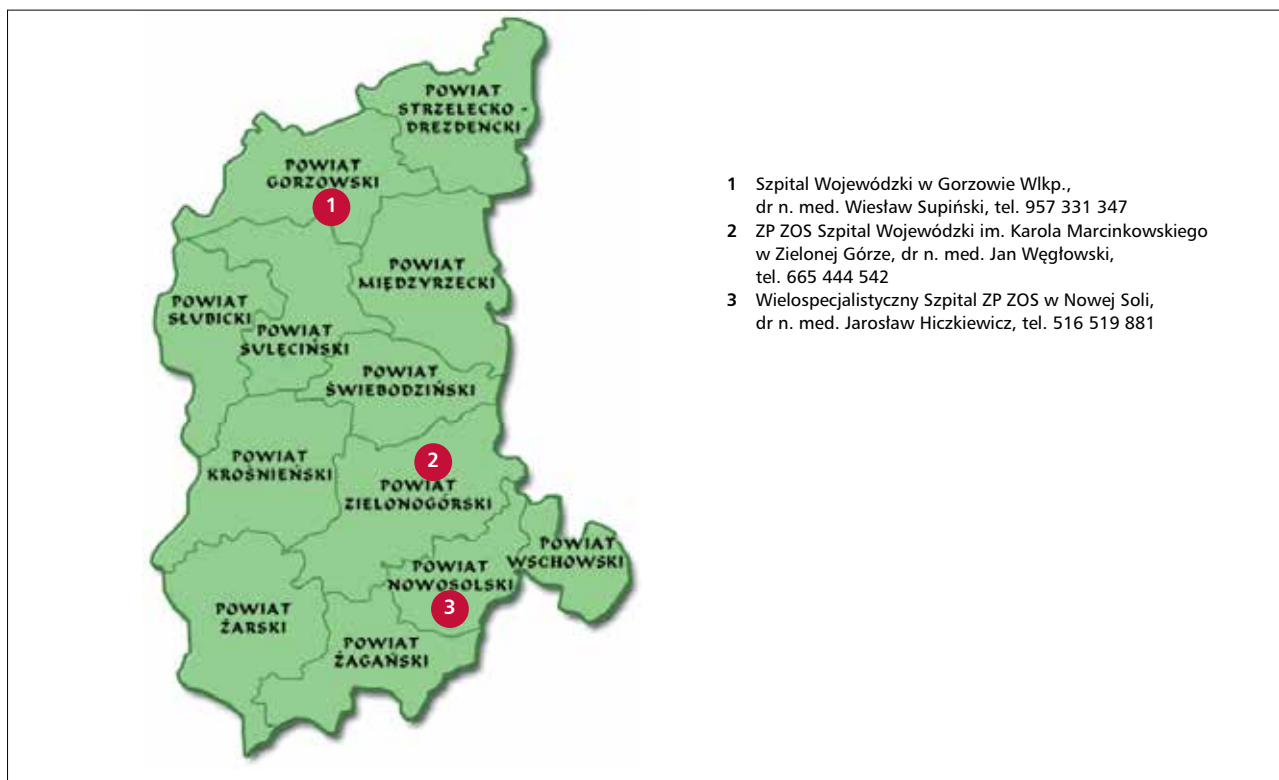 POWIAT
STRZELECKO -
DREZDENCKI
POWIAT
GORZOWSKI
1
POWIAT
MIĘDZYRZECKI
POWIAT
SŁUBICKI
POWIAT
SULĘCIŃSKI
POWIAT
ŚWIEBODZIŃSKI
POWIAT
KROŚNIEŃSKI
2
POWIAT
ZIELONOGÓRSKI
POWIAT
WSCHOWSKI
POWIAT
NOWOSOLSKI
3
POWIAT
ŻARSKI
POWIAT
ŻAGAŃSKI
1 Szpital Wojewódzki w Gorzowie Wlkp.,
dr n. med. Wiesław Supiński, tel. 957 331 347
2 ZP ZOS Szpital Wojewódzki im. Karola Marcinkowskiego
w Zielonej Górze, dr n. med. Jan Węgłowski,
tel. 665 444 542
3 Wielospecjalistyczny Szpital ZP ZOS w Nowej Soli,
dr n. med. Jarosław Hiczkiewicz, tel. 516 519 881